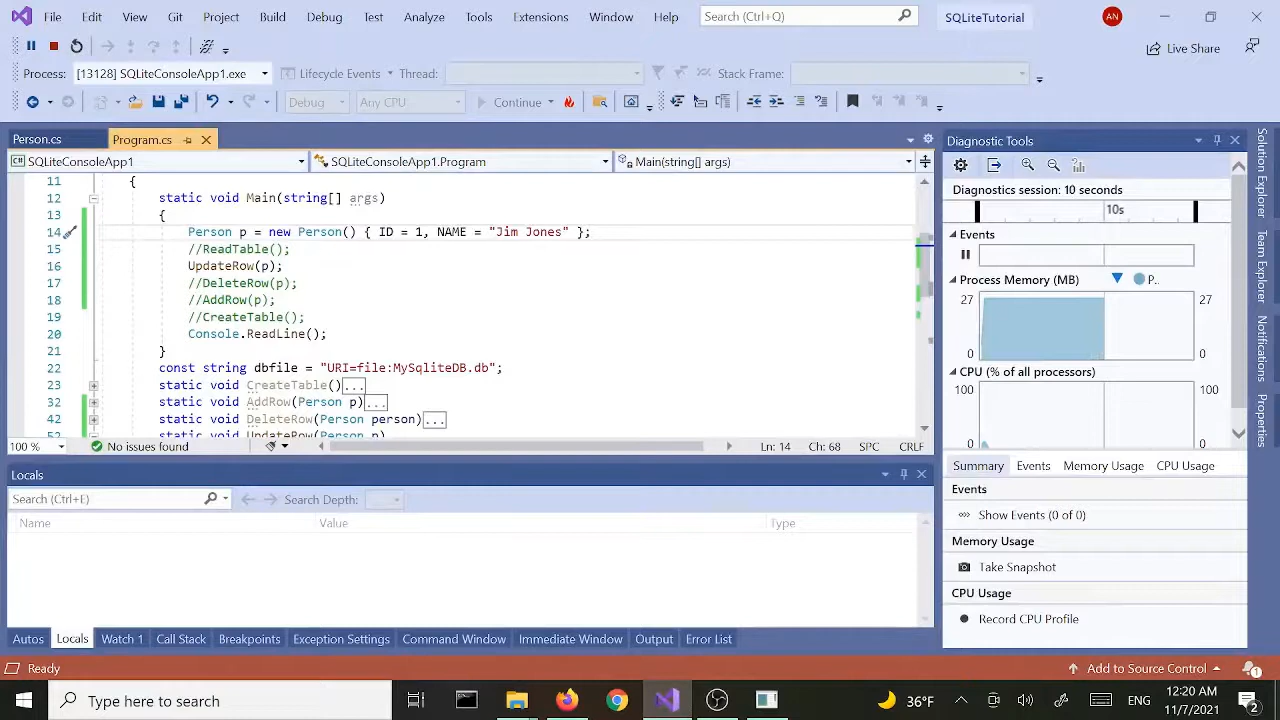 File Edit View Git Project Build Debug Test Analyze Tools Extensions Window Help Search (Ctrl+Q) SQLiteTutorial AN
Live Share
Process: [13128] SQLiteConsoleApp1.exe Lifecycle Events Thread: Stack Frame:
Debug Any CPU Continue
Person.cs Program.cs
SQLiteConsoleApp1 SQLiteConsoleApp1.Program Main(string[] args)
11 {
12 static void Main(string[] args)
13 {
14 Person p = new Person() { ID = 1, NAME = "Jim Jones" };
15 //ReadTable();
16 UpdateRow(p);
17 //DeleteRow(p);
18 //AddRow(p);
19 //CreateTable();
20 Console.ReadLine();
21 }
22 const string dbfile = "URI=file:MySqliteDB.db";
23 static void CreateTable()...
32 static void AddRow(Person p)...
42 static void DeleteRow(Person person)...
52 static void UpdateRow(Person p)
100 % No issues found Ln: 14 Ch: 68 SPC CRLF
Locals
Search (Ctrl+E) Search Depth:
Name Value Type
Autos Locals Watch 1 Call Stack Breakpoints Exception Settings Command Window Immediate Window Output Error List
Diagnostic Tools
Diagnostics session: 10 seconds
10s
Events
Process Memory (MB) P..
27 27
0 0
CPU (% of all processors)
100 100
0 0
Summary Events Memory Usage CPU Usage
Events
Show Events (0 of 0)
Memory Usage
Take Snapshot
CPU Usage
Record CPU Profile
Solution Explorer
Team Explorer
Notifications
Properties
Ready Add to Source Control 1
Type here to search 36°F ENG 2:20 AM
11/7/2021 2